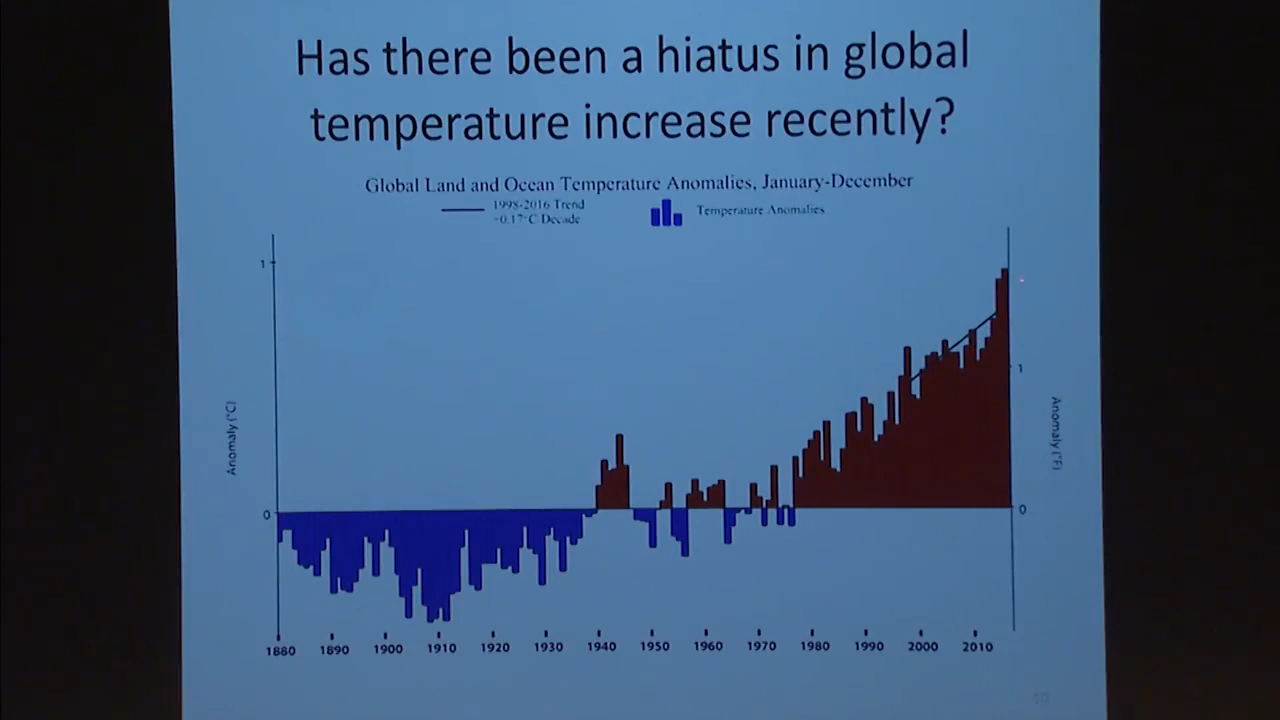 Has there been a hiatus in global
temperature increase recently?
Global Land and Ocean Temperature Anomalies, January-December
1998-2016 Trend
+0.17°C Decade
Temperature Anomalies
1
1
Anomaly (°C)
Anomaly (°F)
0
0
1880 1890 1900 1910 1920 1930 1940 1950 1960 1970 1980 1990 2000 2010
10